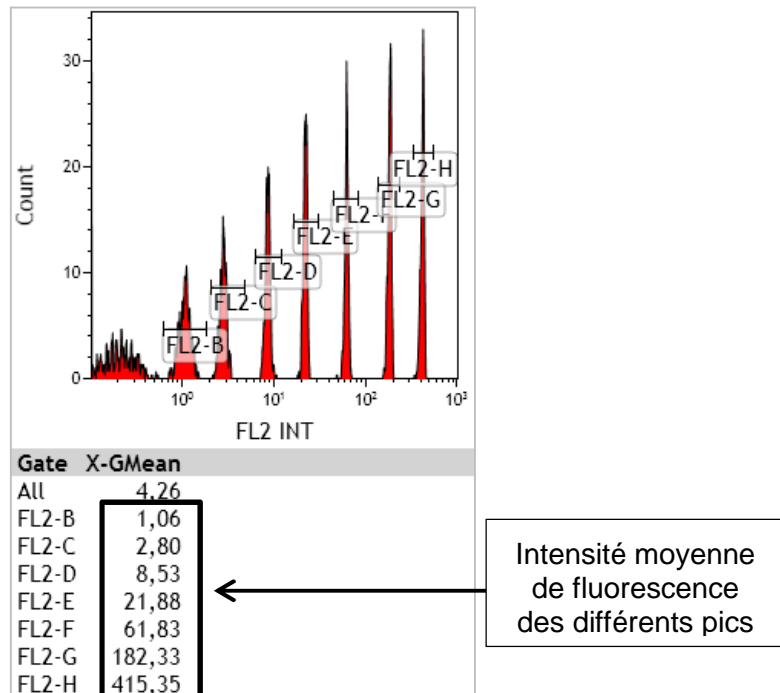 30
20
10
0
Count
FL2-B
FL2-C
FL2-D
FL2-E
FL2-F
FL2-G
FL2-H
10⁰
10¹
10²
10³
FL2 INT
Gate X-GMean
All 4,26
FL2-B 1,06
FL2-C 2,80
FL2-D 8,53
FL2-E 21,88
FL2-F 61,83
FL2-G 182,33
FL2-H 415,35
Intensité moyenne
de fluorescence
des différents pics